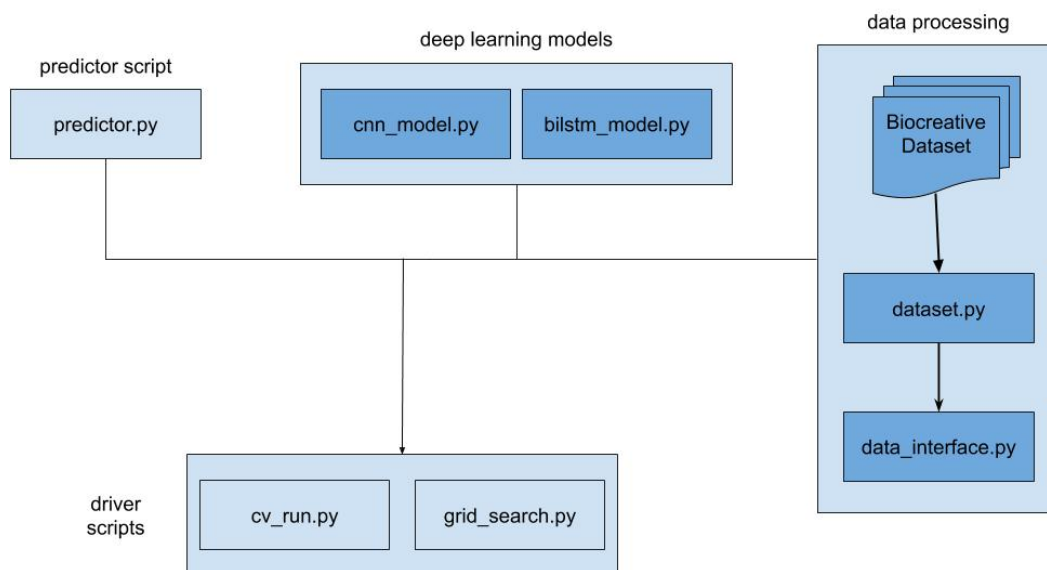 data processing
deep learning models
predictor script
predictor.py
cnn_model.py
bilstm_model.py
Biocreative
Dataset
dataset.py
data_interface.py
driver
scripts
cv_run.py
grid_search.py